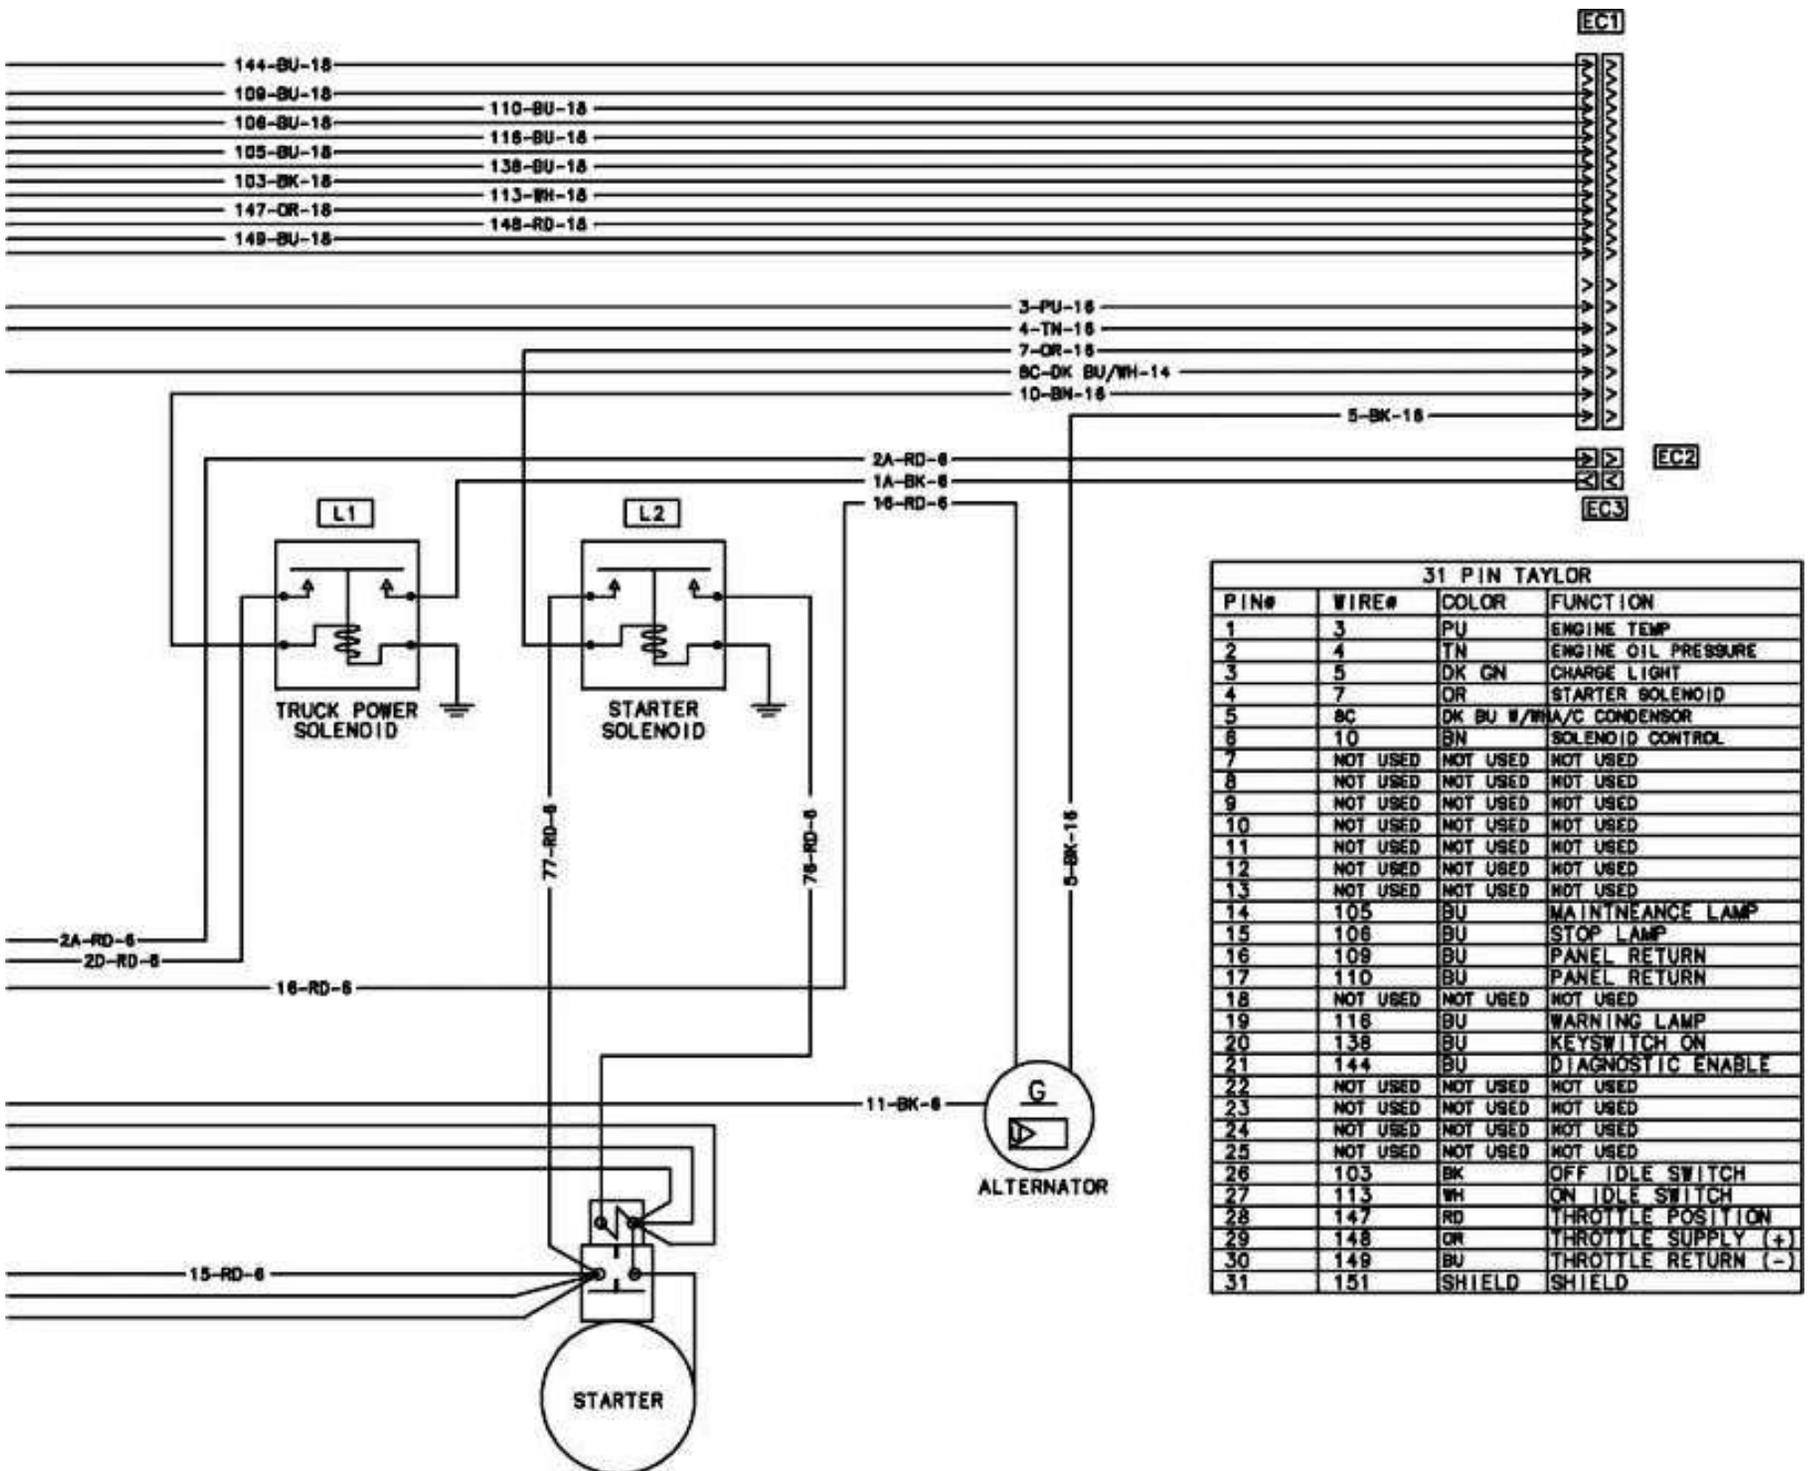 EC1
144-BU-18
109-BU-18
110-BU-18
106-BU-18
116-BU-18
105-BU-18
138-BU-18
103-BK-18
113-WH-18
147-OR-18
148-RD-18
149-BU-18
3-PU-16
4-TN-16
7-OR-16
8C-DK BU/WH-14
10-BN-16
5-BK-16
2A-RD-6
EC2
1A-BK-6
16-RD-6
EC3
L1
L2
TRUCK POWER
SOLENOID
STARTER
SOLENOID
77-RD-6
76-RD-6
5-BK-16
2A-RD-6
2D-RD-6
16-RD-6
11-BK-6
G
U
ALTERNATOR
15-RD-6
STARTER
31 PIN TAYLOR
PIN# WIRE# COLOR FUNCTION
1 3 PU ENGINE TEMP
2 4 TN ENGINE OIL PRESSURE
3 5 DK GN CHARGE LIGHT
4 7 OR STARTER SOLENOID
5 8C DK BU W/WH A/C CONDENSOR
6 10 BN SOLENOID CONTROL
7 NOT USED NOT USED NOT USED
8 NOT USED NOT USED NOT USED
9 NOT USED NOT USED NOT USED
10 NOT USED NOT USED NOT USED
11 NOT USED NOT USED NOT USED
12 NOT USED NOT USED NOT USED
13 NOT USED NOT USED NOT USED
14 105 BU MAINTNEANCE LAMP
15 106 BU STOP LAMP
16 109 BU PANEL RETURN
17 110 BU PANEL RETURN
18 NOT USED NOT USED NOT USED
19 116 BU WARNING LAMP
20 138 BU KEYSWITCH ON
21 144 BU DIAGNOSTIC ENABLE
22 NOT USED NOT USED NOT USED
23 NOT USED NOT USED NOT USED
24 NOT USED NOT USED NOT USED
25 NOT USED NOT USED NOT USED
26 103 BK OFF IDLE SWITCH
27 113 WH ON IDLE SWITCH
28 147 RD THROTTLE POSITION
29 148 OR THROTTLE SUPPLY (+)
30 149 BU THROTTLE RETURN (-)
31 151 SHIELD SHIELD